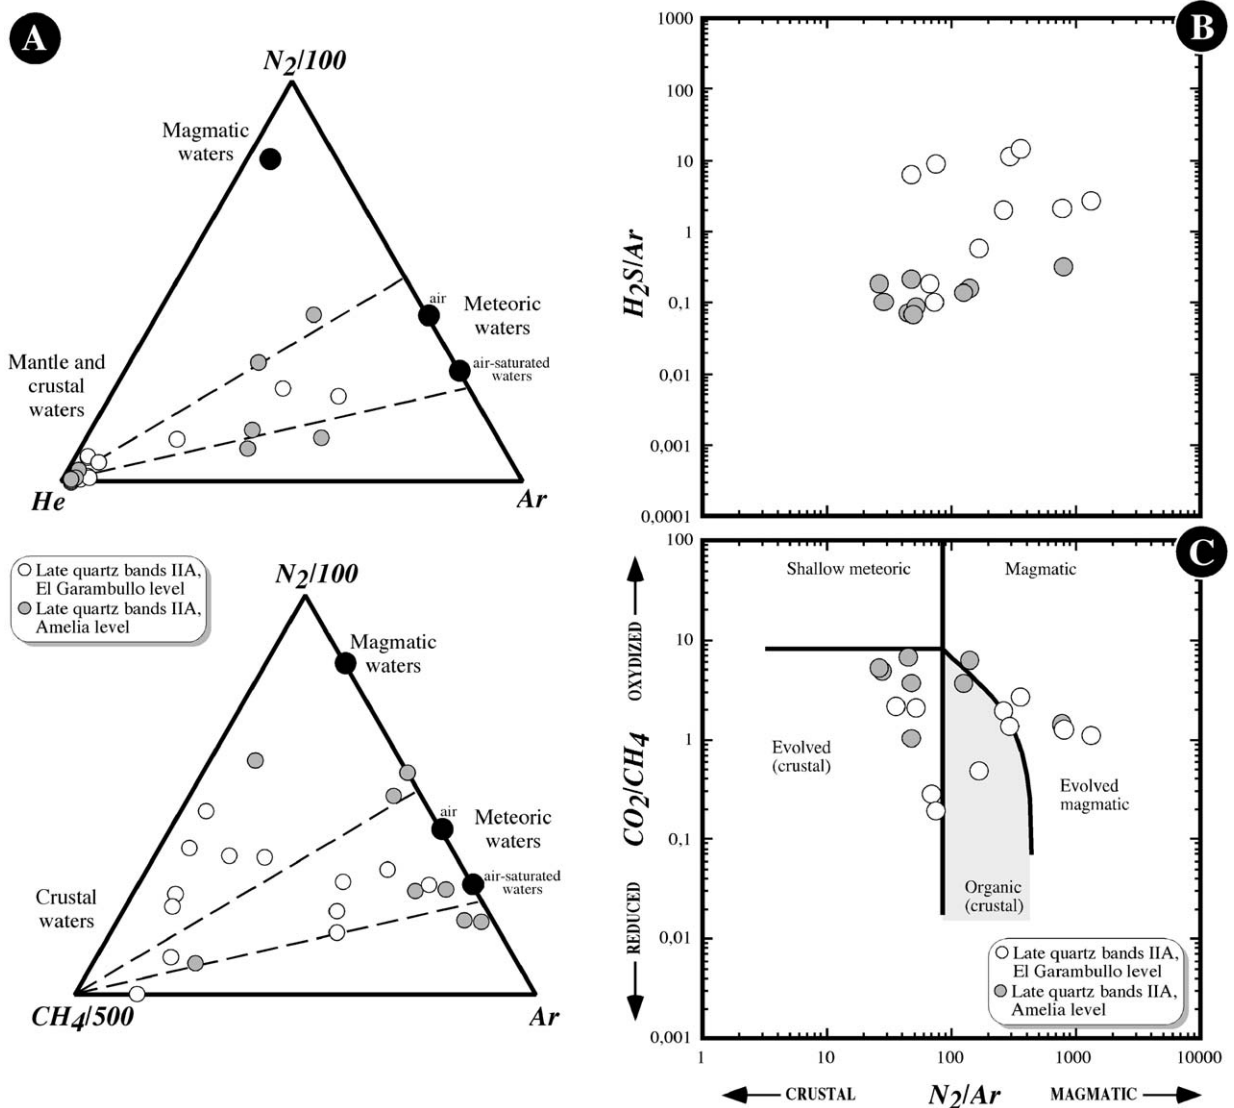 A
N2/100
Magmatic
waters
air
Meteoric
waters
air-saturated
waters
Mantle and
crustal
waters
He
Ar
Late quartz bands IIA,
El Garambullo level
Late quartz bands IIA,
Amelia level
N2/100
Magmatic
waters
air
Meteoric
waters
air-saturated
waters
Crustal
waters
CH4/500
Ar
B
1000
100
10
1
0,1
0,01
0,001
0,0001
H2S/Ar
C
100
10
1
0,1
0,01
0,001
REDUCED
CO2/CH4
OXYDIZED
Shallow meteoric
Magmatic
Evolved
(crustal)
Evolved
magmatic
Organic
(crustal)
Late quartz bands IIA,
El Garambullo level
Late quartz bands IIA,
Amelia level
1
10
100
1000
10000
CRUSTAL
N2/Ar
MAGMATIC